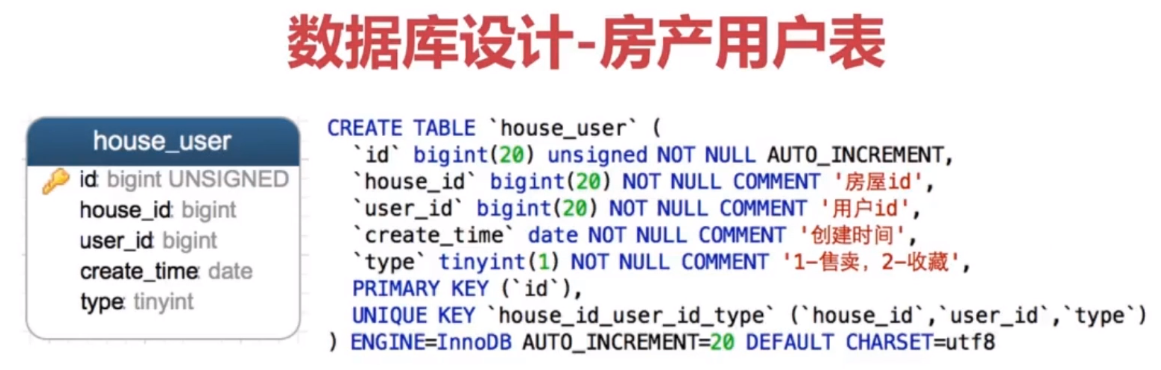 数据库设计-房产用户表
house_user
id: bigint UNSIGNED
house_id: bigint
user_id: bigint
create_time: date
type: tinyint
CREATE TABLE `house_user` (
`id` bigint(20) unsigned NOT NULL AUTO_INCREMENT,
`house_id` bigint(20) NOT NULL COMMENT '房屋id',
`user_id` bigint(20) NOT NULL COMMENT '用户id',
`create_time` date NOT NULL COMMENT '创建时间',
`type` tinyint(1) NOT NULL COMMENT '1-售卖，2-收藏',
PRIMARY KEY (`id`),
UNIQUE KEY `house_id_user_id_type` (`house_id`,`user_id`,`type`)
) ENGINE=InnoDB AUTO_INCREMENT=20 DEFAULT CHARSET=utf8